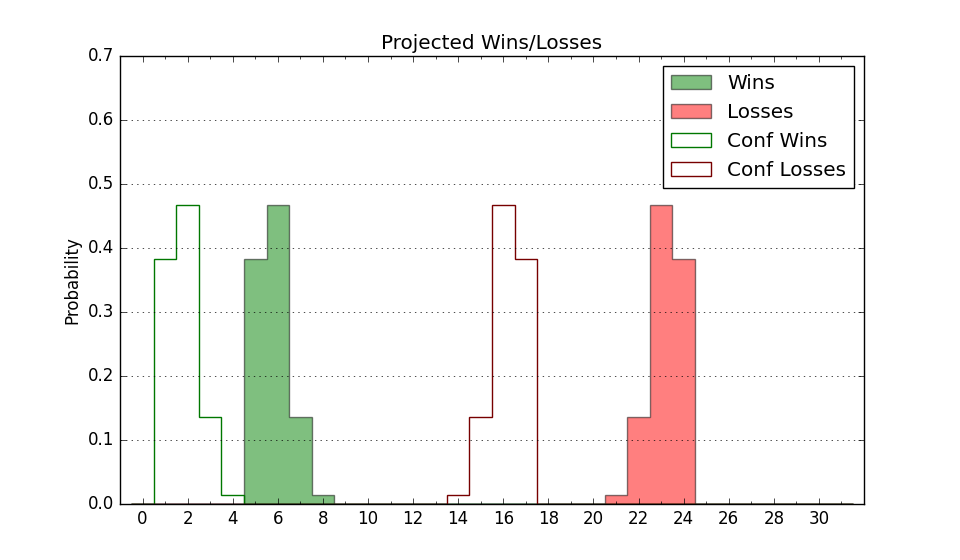 Projected Wins/Losses
0.7
0.6
0.5
0.4
0.3
0.2
0.1
0.0
Probability
Wins
Losses
Conf Wins
Conf Losses
0 2 4 6 8 10 12 14 16 18 20 22 24 26 28 30